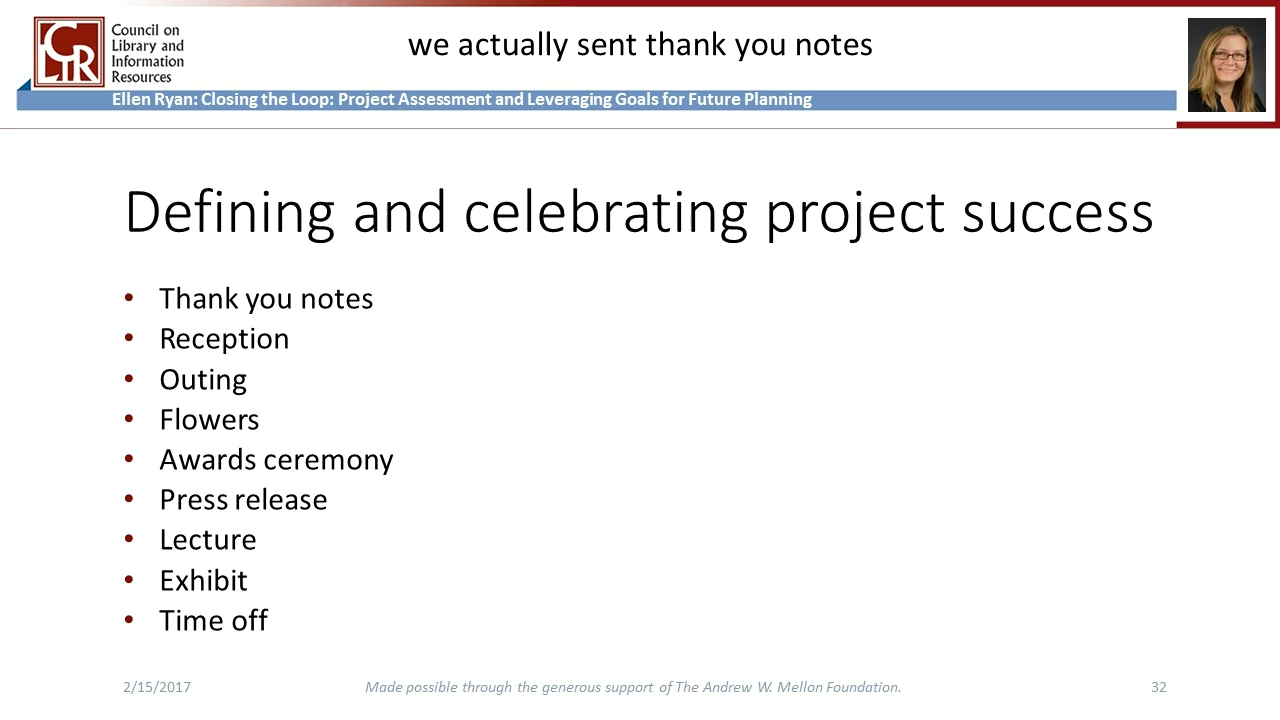 CLIR
Council on
Library and
Information
Resources
we actually sent thank you notes
Ellen Ryan: Closing the Loop: Project Assessment and Leveraging Goals for Future Planning
Defining and celebrating project success
• Thank you notes
• Reception
• Outing
• Flowers
• Awards ceremony
• Press release
• Lecture
• Exhibit
• Time off
2/15/2017
Made possible through the generous support of The Andrew W. Mellon Foundation.
32